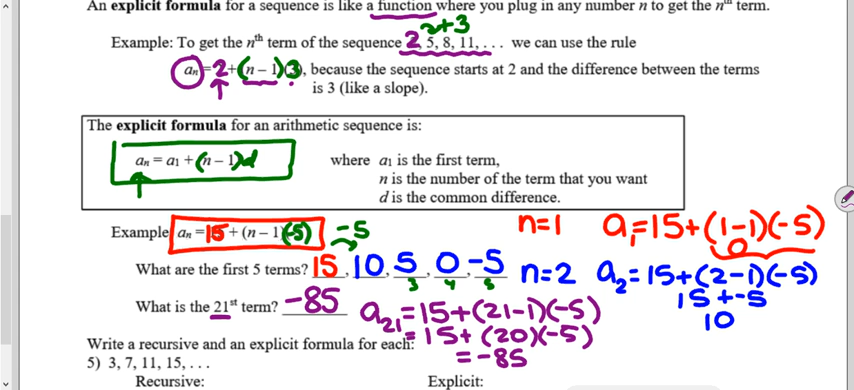 An explicit formula for a sequence is like a function where you plug in any number n to get the nth term.
2+3
Example: To get the nth term of the sequence 2, 5, 8, 11, . . . we can use the rule
aₙ = 2 + (n – 1)3, because the sequence starts at 2 and the difference between the terms
is 3 (like a slope).
The explicit formula for an arithmetic sequence is:
aₙ = a₁ + (n – 1)d where a₁ is the first term,
n is the number of the term that you want
d is the common difference.
Example aₙ = 15 + (n – 1)(-5) -5 n=1 a₁=15+(1-1)(-5)
0
What are the first 5 terms? 15, 10, 5, 0 -5 n=2 a₂=15+(2-1)(-5)
3 4 5 15+-5
10
What is the 21st term? -85 a₂₁=15+(21-1)(-5)
=15+(20)(-5)
=-85
Write a recursive and an explicit formula for each:
5) 3, 7, 11, 15, . . .
Recursive: Explicit: